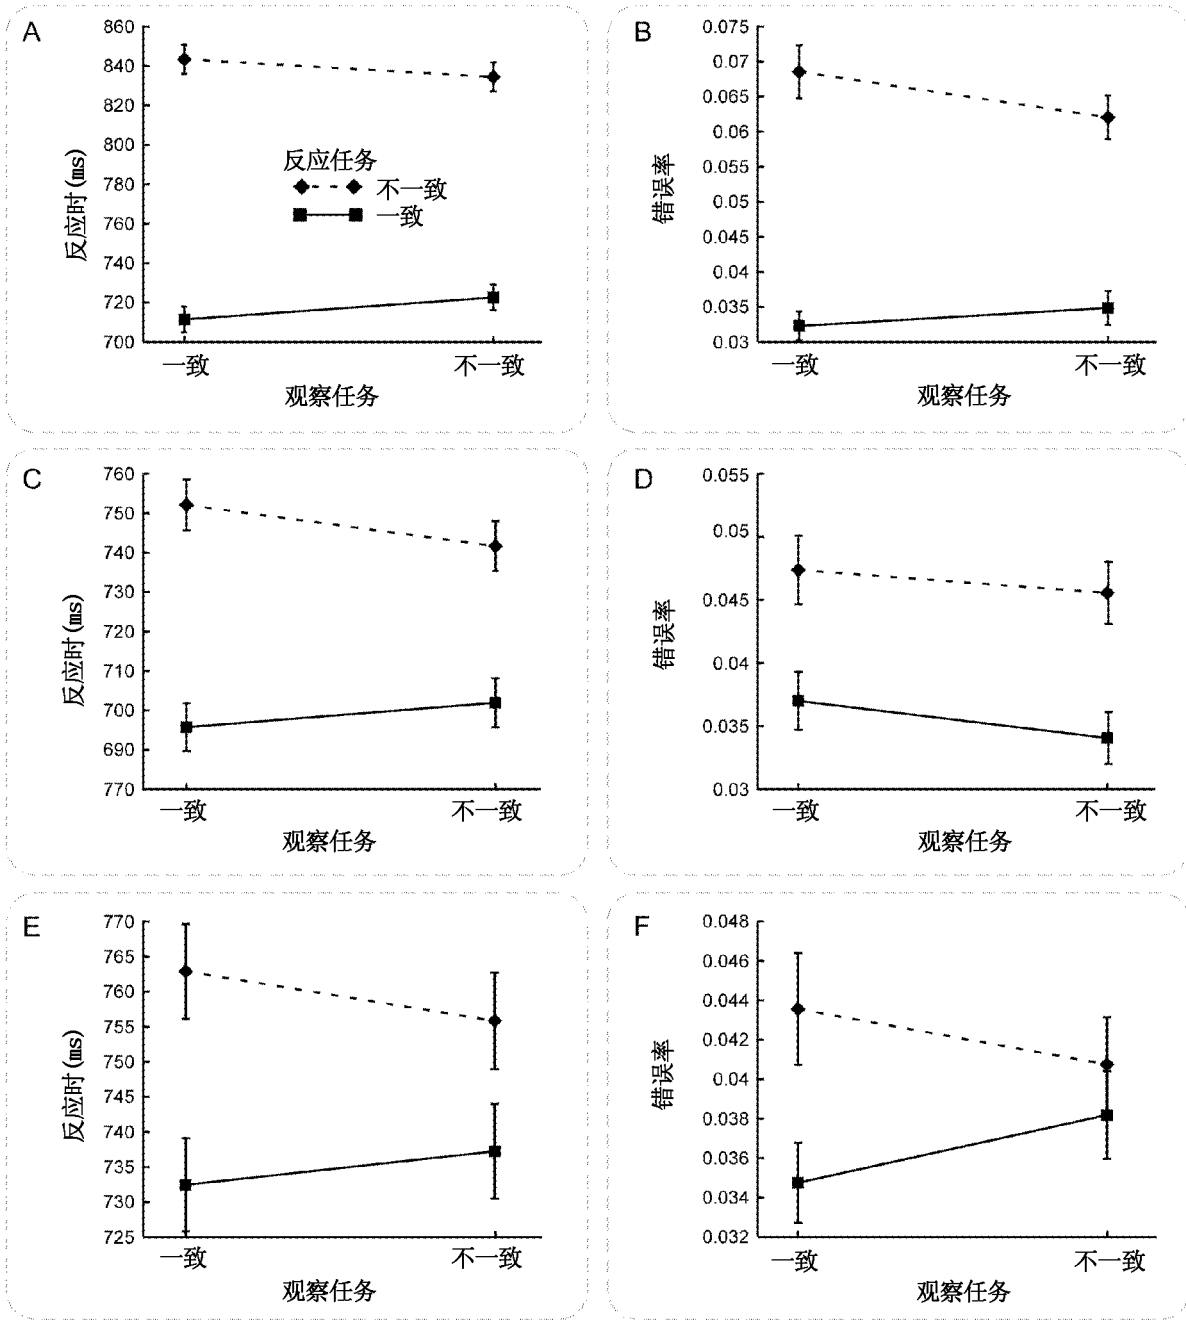 A
860
840
820
800
780
760
740
720
700
反应时(ms)
反应任务
不一致
一致
一致
不一致
观察任务
B
0.075
0.07
0.065
0.06
0.055
0.05
0.045
0.04
0.035
0.03
错误率
一致
不一致
观察任务
C
760
750
740
730
720
710
700
690
770
反应时(ms)
一致
不一致
观察任务
D
0.055
0.05
0.045
0.04
0.035
0.03
错误率
一致
不一致
观察任务
E
770
765
760
755
750
745
740
735
730
725
反应时(ms)
一致
不一致
观察任务
F
0.048
0.046
0.044
0.042
0.04
0.038
0.036
0.034
0.032
错误率
一致
不一致
观察任务